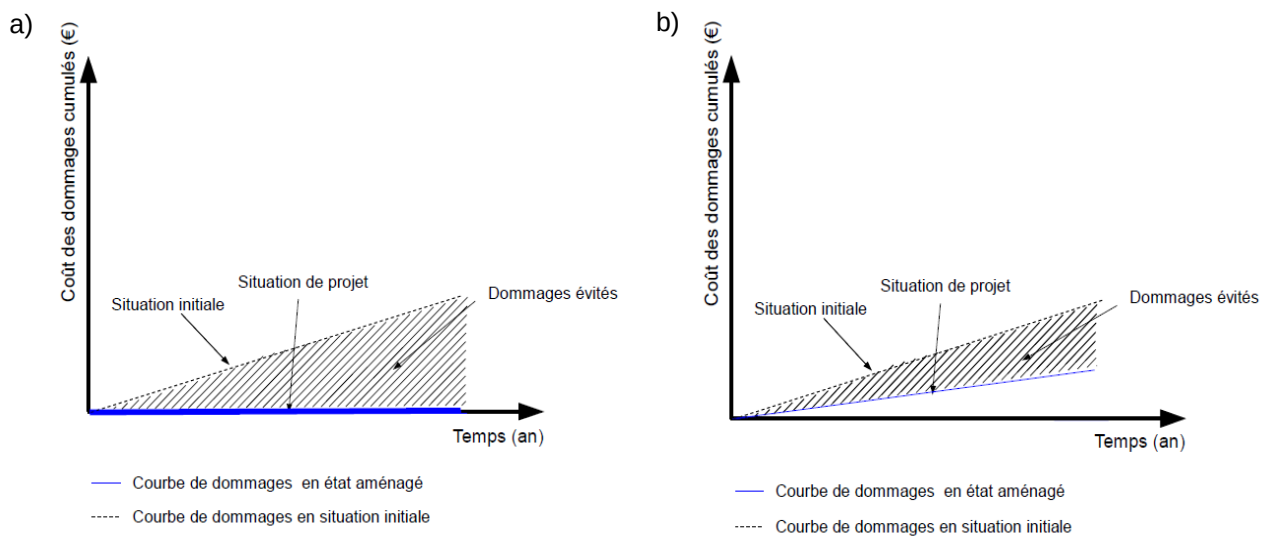 a)
Coût des dommages cumulés (€)
Situation initiale
Situation de projet
Dommages évités
Temps (an)
Courbe de dommages en état aménagé
Courbe de dommages en situation initiale
b)
Coût des dommages cumulés (€)
Situation initiale
Situation de projet
Dommages évités
Temps (an)
Courbe de dommages en état aménagé
Courbe de dommages en situation initiale